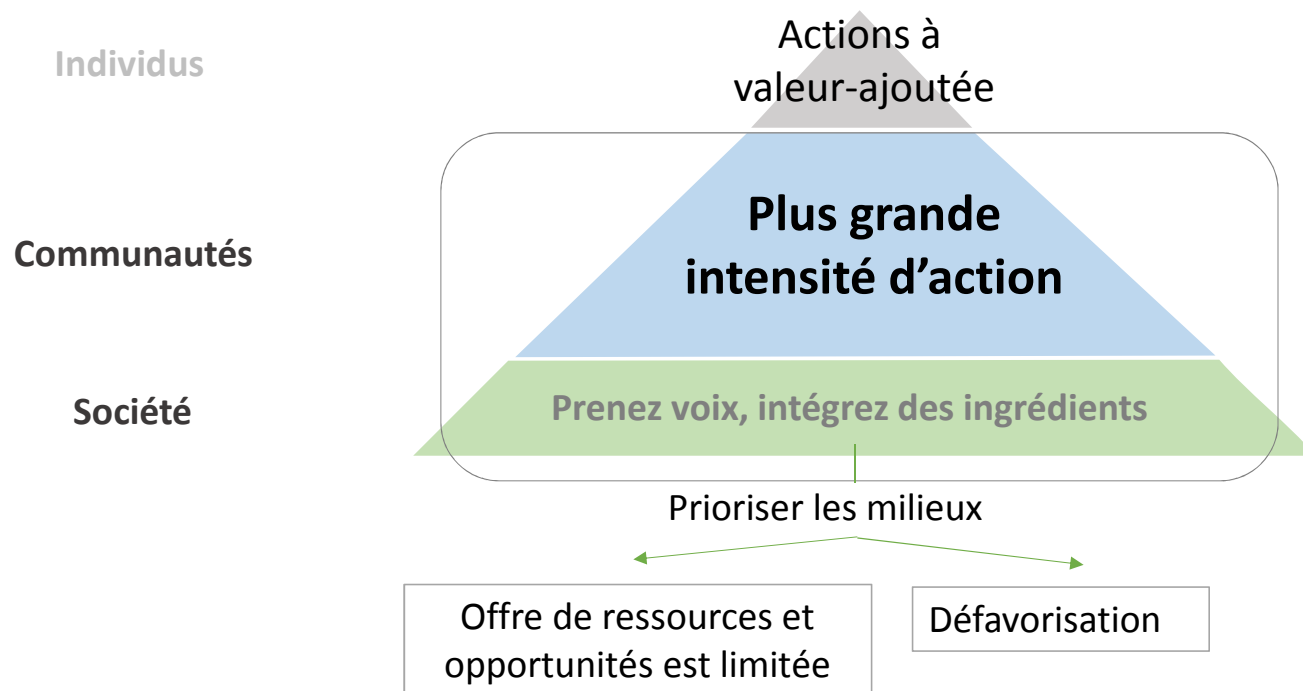 Individus
Actions à
valeur-ajoutée
Communautés
Plus grande
intensité d’action
Société
Prenez voix, intégrez des ingrédients
Prioriser les milieux
Offre de ressources et
opportunités est limitée
Défavorisation